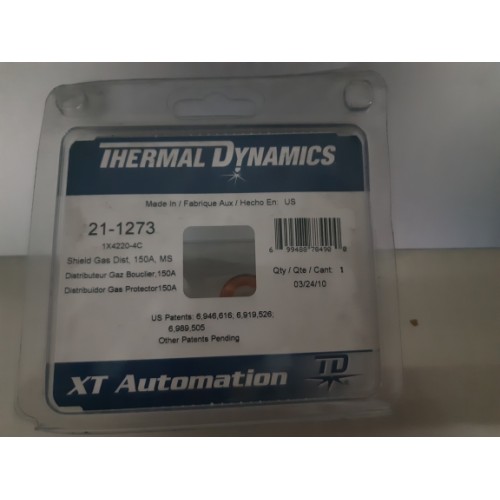 THERMAL DYNAMICS
Made In / Fabrique Aux / Hecho En: US
21-1273
1X4220-4C
Shield Gas Dist. 150A, MS
Distributeur Gaz Bouclier,150A
Distribuidor Gas Protector150A
Qty / Qte / Cant: 1
03/24/10
US Patents: 6,946,616; 6,919,526;
6,989,505
Other Patents Pending
XT Automation
TD